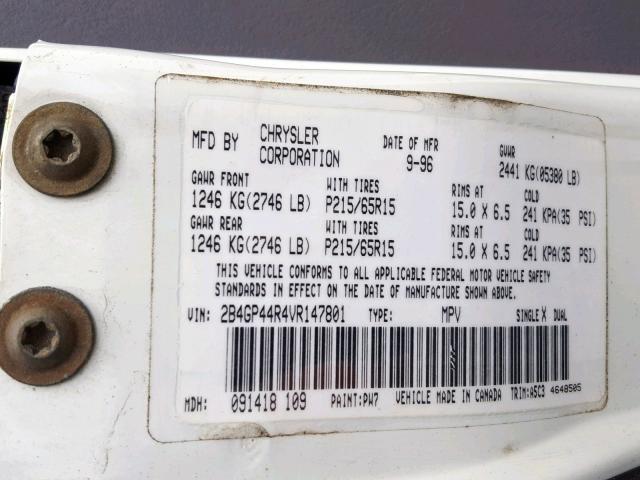 MFD BY CHRYSLER CORPORATION DATE OF MFR 9-96 GVWR 2441 KG(05380 LB)
GAWR FRONT WITH TIRES RIMS AT COLD
1246 KG(2746 LB) P215/65R15 15.0 X 6.5 241 KPA(35 PSI)
GAWR REAR WITH TIRES RIMS AT COLD
1246 KG(2746 LB) P215/65R15 15.0 X 6.5 241 KPA(35 PSI)
THIS VEHICLE CONFORMS TO ALL APPLICABLE FEDERAL MOTOR VEHICLE SAFETY
STANDARDS IN EFFECT ON THE DATE OF MANUFACTURE SHOWN ABOVE.
VIN: 2B4GP44R4VR147801 TYPE: MPV SINGLE X DUAL
MDH: 091418 109 PAINT:PW7 VEHICLE MADE IN CANADA TRIM:A5C3 4648505